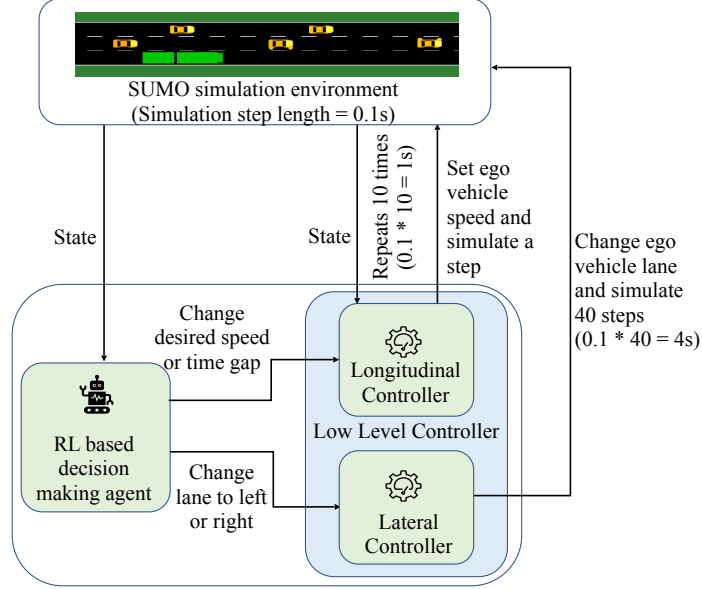 SUMO simulation environment
(Simulation step length = 0.1s)
State
State
Repeats 10 times
(0.1 * 10 = 1s)
Set ego
vehicle
speed and
simulate a
step
Change ego
vehicle lane
and simulate
40 steps
(0.1 * 40 = 4s)
Change
desired speed
or time gap
Longitudinal
Controller
Low Level Controller
RL based
decision
making agent
Change
lane to left
or right
Lateral
Controller